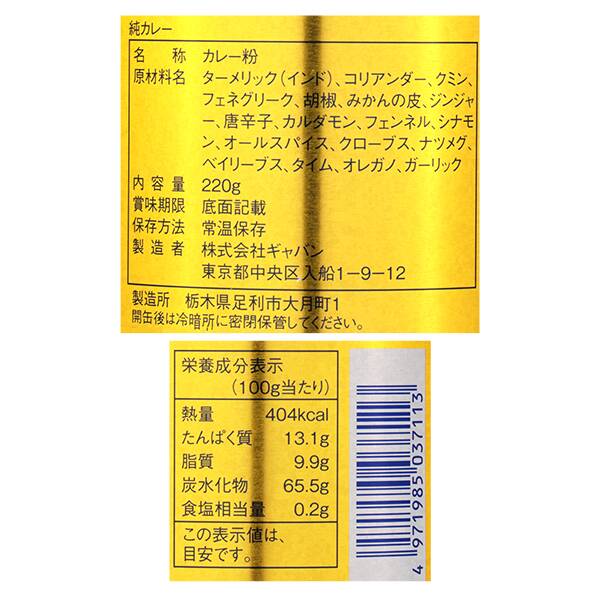 純カレー
名称 カレー粉
原材料名 ターメリック(インド)、コリアンダー、クミン、
フェネグリーク、胡椒、みかんの皮、ジンジャ
ー、唐辛子、カルダモン、フェンネル、シナモ
ン、オールスパイス、クローブス、ナツメグ、
ベイリーブス、タイム、オレガノ、ガーリック
内容量 220g
賞味期限 底面記載
保存方法 常温保存
製造者 株式会社ギャバン
東京都中央区入船1-9-12
製造所 栃木県足利市大月町1
開缶後は冷暗所に密閉保管してください。
栄養成分表示
(100g当たり)
熱量 404kcal
たんぱく質 13.1g
脂質 9.9g
炭水化物 65.5g
食塩相当量 0.2g
この表示値は、
目安です。
4 971985 037113